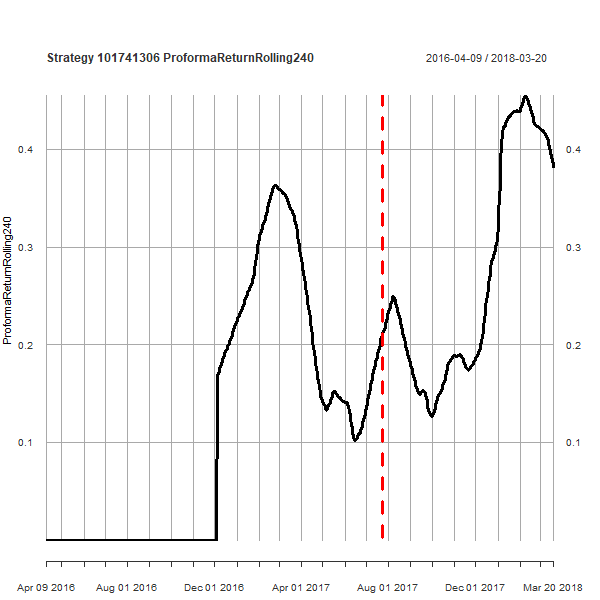 Strategy 101741306 ProformaReturnRolling240
2016-04-09 / 2018-03-20
ProformaReturnRolling240
0.4
0.3
0.2
0.1
0.4
0.3
0.2
0.1
Apr 09 2016
Aug 01 2016
Dec 01 2016
Apr 01 2017
Aug 01 2017
Dec 01 2017
Mar 20 2018